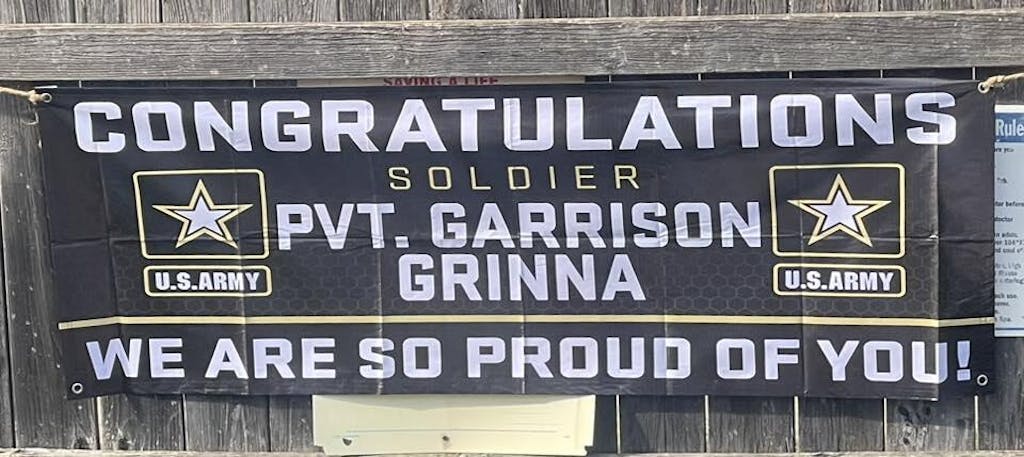 SAVING A LIFE
CONGRATULATIONS
SOLDIER
PVT. GARRISON
GRINNA
U.S.ARMY
U.S.ARMY
WE ARE SO PROUD OF YOU!
Rule